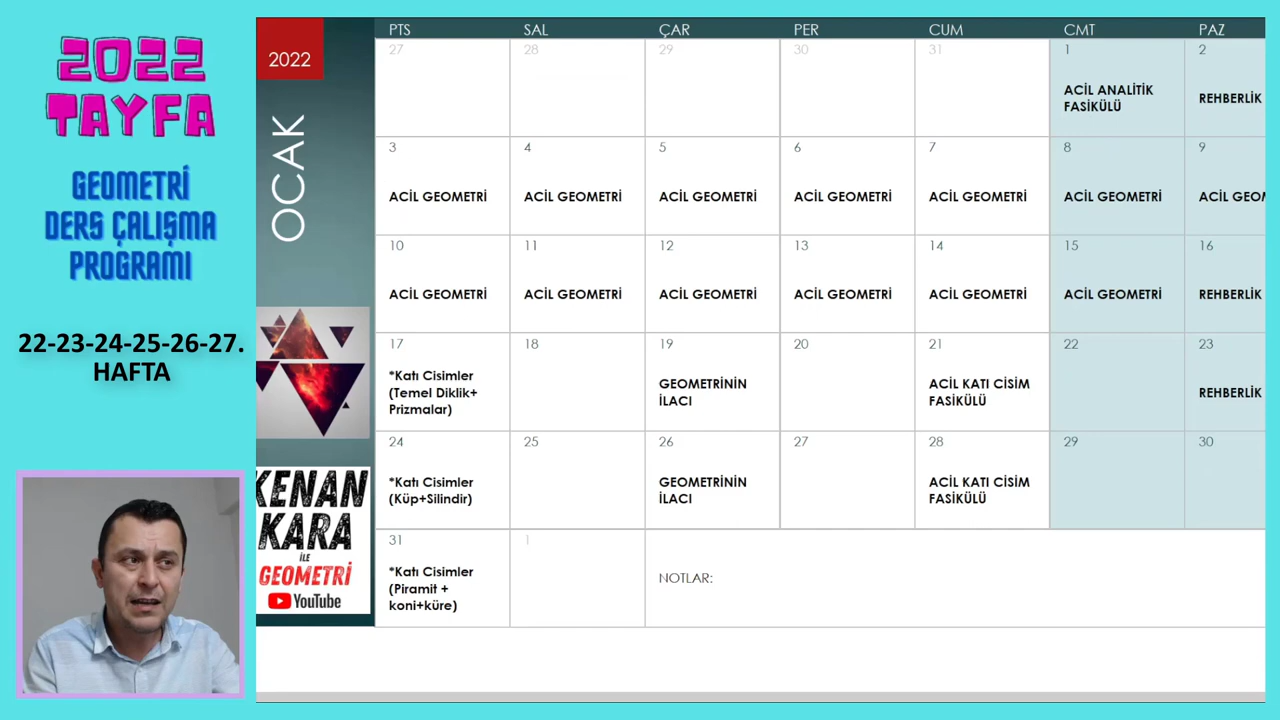 2022
TAYFA
GEOMETRİ
DERS ÇALIŞMA
PROGRAMI
22-23-24-25-26-27.
HAFTA
2022
OCAK
KENAN
KARA
İLE
GEOMETRİ
YouTube
PTS SAL ÇAR PER CUM CMT PAZ
27 28 29 30 31 1 2
ACİL ANALİTİK
FASİKÜLÜ
REHBERLİK
3 4 5 6 7 8 9
ACİL GEOMETRİ ACİL GEOMETRİ ACİL GEOMETRİ ACİL GEOMETRİ ACİL GEOMETRİ ACİL GEOMETRİ ACİL GEO
10 11 12 13 14 15 16
ACİL GEOMETRİ ACİL GEOMETRİ ACİL GEOMETRİ ACİL GEOMETRİ ACİL GEOMETRİ ACİL GEOMETRİ REHBERLİK
17 18 19 20 21 22 23
*Katı Cisimler
(Temel Diklik+
Prizmalar)
GEOMETRİNİN
İLACI
ACİL KATI CİSİM
FASİKÜLÜ
REHBERLİK
24 25 26 27 28 29 30
*Katı Cisimler
(Küp+Silindir)
GEOMETRİNİN
İLACI
ACİL KATI CİSİM
FASİKÜLÜ
31 1
*Katı Cisimler
(Piramit +
koni+küre)
NOTLAR: